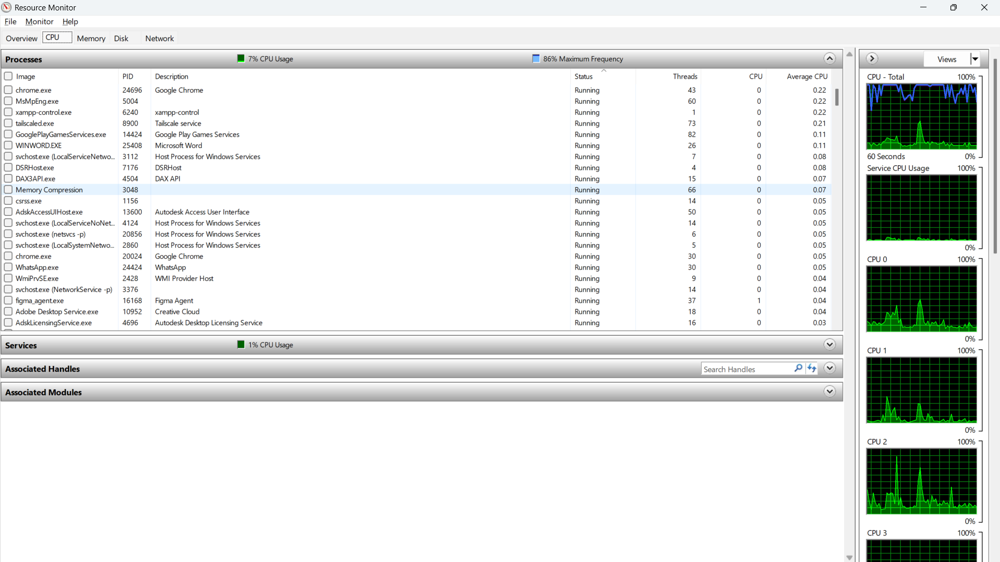 Resource Monitor
File Monitor Help
Overview CPU Memory Disk Network
Processes 7% CPU Usage 86% Maximum Frequency
Image PID Description Status Threads CPU Average CPU
chrome.exe 24696 Google Chrome Running 43 0 0.22
MsMpEng.exe 5004 Running 60 0 0.22
xampp-control.exe 6240 xampp-control Running 1 0 0.22
tailscaled.exe 8900 Tailscale service Running 73 0 0.21
GooglePlayGamesServices.exe 14424 Google Play Games Services Running 82 0 0.11
WINWORD.EXE 25408 Microsoft Word Running 26 0 0.11
svchost.exe (LocalServiceNetwo... 3112 Host Process for Windows Services Running 7 0 0.08
DSRHost.exe 7176 DSRHost Running 4 0 0.08
DAX3API.exe 4504 DAX API Running 15 0 0.07
Memory Compression 3048 Running 66 0 0.07
csrss.exe 1156 Running 14 0 0.05
AdskAccessUIHost.exe 13600 Autodesk Access User Interface Running 50 0 0.05
svchost.exe (LocalServiceNoNet... 4124 Host Process for Windows Services Running 14 0 0.05
svchost.exe (netsvcs -p) 20856 Host Process for Windows Services Running 6 0 0.05
svchost.exe (LocalSystemNetwo... 2860 Host Process for Windows Services Running 5 0 0.05
chrome.exe 20024 Google Chrome Running 30 0 0.05
WhatsApp.exe 24424 WhatsApp Running 30 0 0.05
WmiPrvSE.exe 2428 WMI Provider Host Running 9 0 0.04
svchost.exe (NetworkService -p) 3376 Running 14 0 0.04
figma_agent.exe 16168 Figma Agent Running 37 1 0.04
Adobe Desktop Service.exe 10952 Creative Cloud Running 18 0 0.04
AdskLicensingService.exe 4696 Autodesk Desktop Licensing Service Running 16 0 0.03
Services 1% CPU Usage
Associated Handles Search Handles
Associated Modules
Views
CPU - Total 100%
60 Seconds 0%
Service CPU Usage 100%
0%
CPU 0 100%
0%
CPU 1 100%
0%
CPU 2 100%
0%
CPU 3 100%